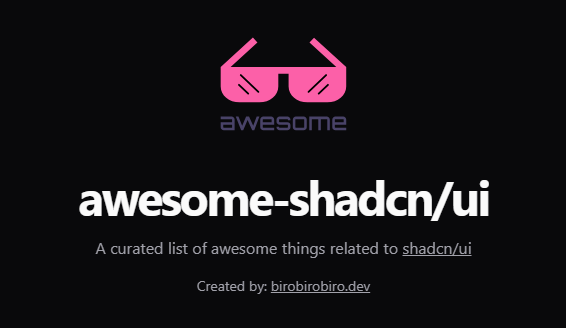 awesome
awesome-shadcn/ui
A curated list of awesome things related to shadcn/ui
Created by: birobirobiro.dev